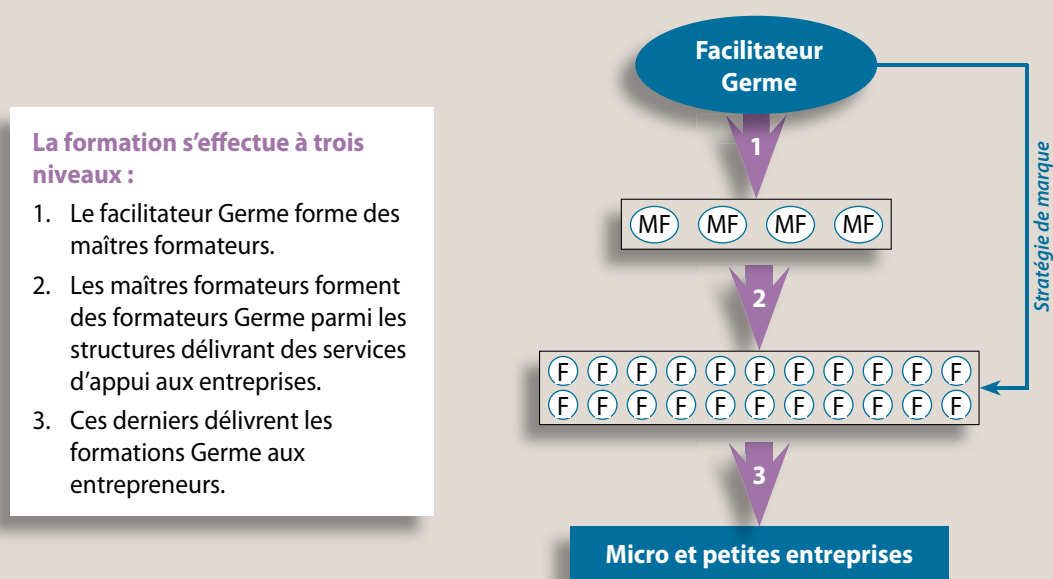 La formation s'effectue à trois
niveaux :
1. Le facilitateur Germe forme des
maîtres formateurs.
2. Les maîtres formateurs forment
des formateurs Germe parmi les
structures délivrant des services
d'appui aux entreprises.
3. Ces derniers délivrent les
formations Germe aux
entrepreneurs.
Facilitateur
Germe
1
MF MF MF MF
2
F F F F F F F F F F F
F F F F F F F F F F F
3
Micro et petites entreprises
Stratégie de marque